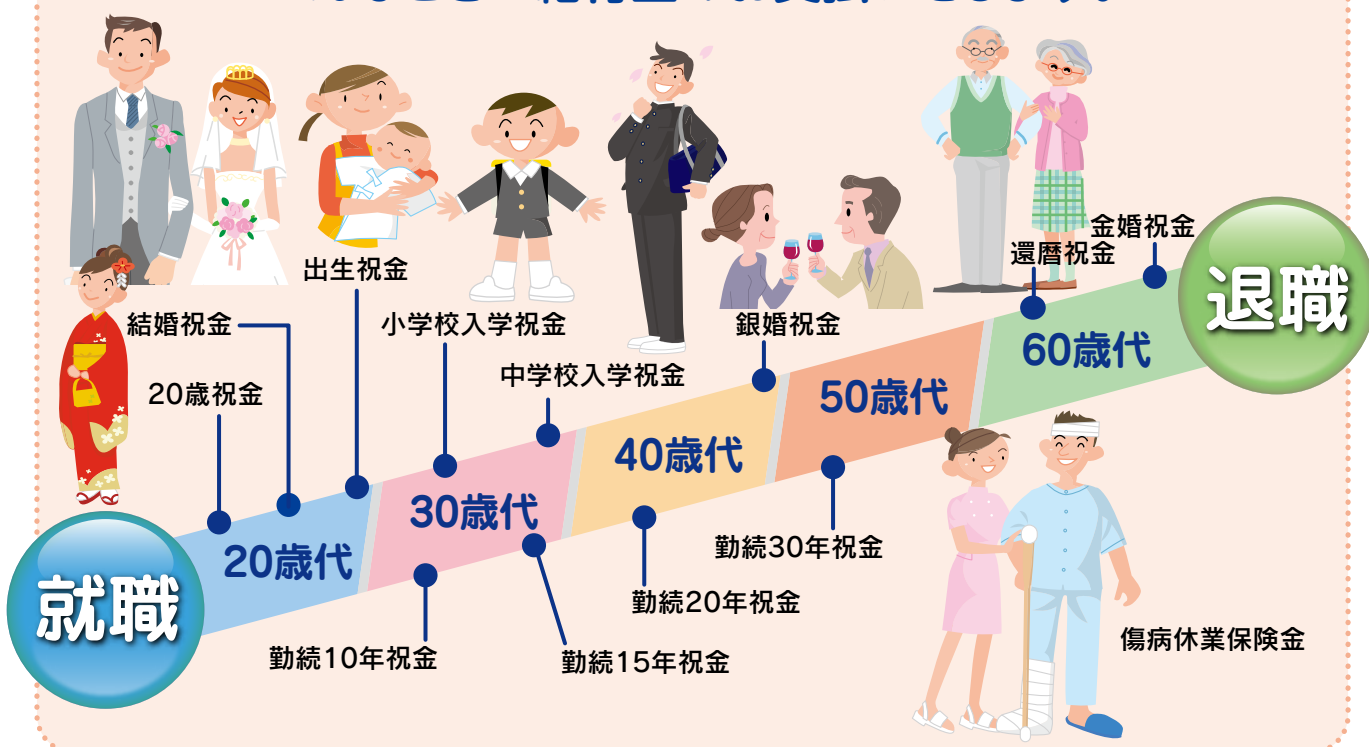 出生祝金
結婚祝金
20歳祝金
小学校入学祝金
中学校入学祝金
銀婚祝金
還暦祝金
金婚祝金
就職
20歳代
30歳代
40歳代
50歳代
60歳代
退職
勤続10年祝金
勤続15年祝金
勤続20年祝金
勤続30年祝金
傷病休業保険金